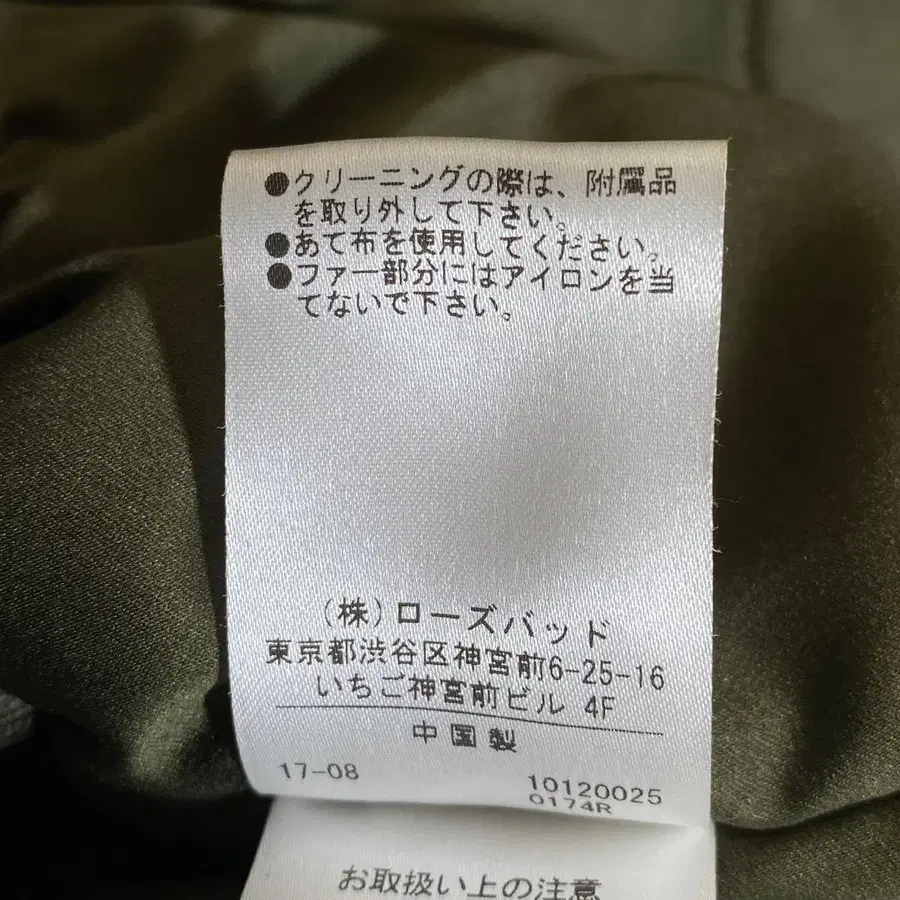 ●クリーニングの際は、附属品
を取り外して下さい。
●あて布を使用してください。
●ファー部分にはアイロンを当
てないで下さい。
(株)ローズバッド
東京都渋谷区神宮前6-25-16
いちご神宮前ビル 4F
中国製
17-08
10120025
0174R
お取扱い上の注意